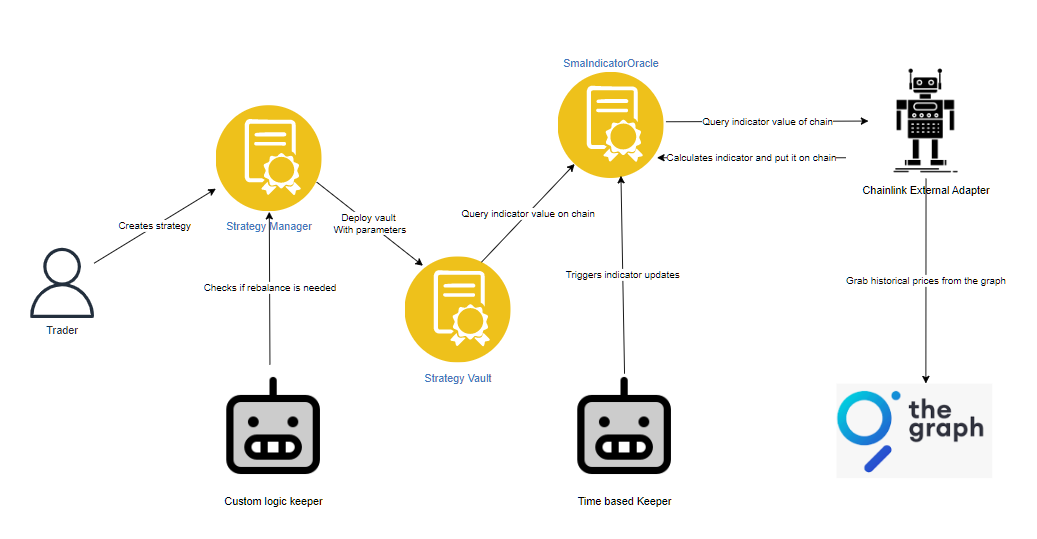 SmaIndicatorOracle
Query indicator value of chain
Calculates indicator and put it on chain
Chainlink External Adapter
Creates strategy
Strategy Manager
Deploy vault
With parameters
Query indicator value on chain
Checks if rebalance is needed
Triggers indicator updates
Grab historical prices from the graph
Trader
Strategy Vault
the
graph
Custom logic keeper
Time based Keeper